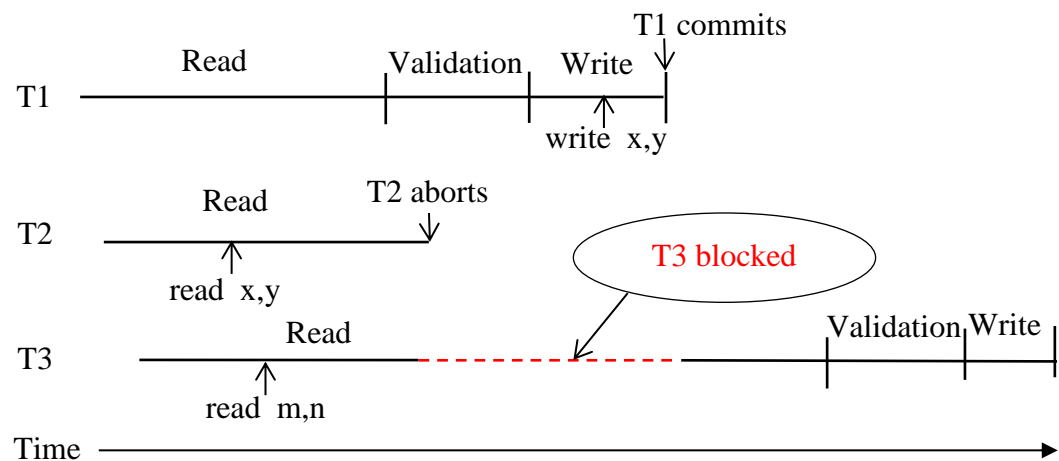 T1 commits
Read Validation Write
T1
write x,y
T2 aborts
Read
T2
T3 blocked
read x,y
Read
Validation Write
T3
read m,n
Time